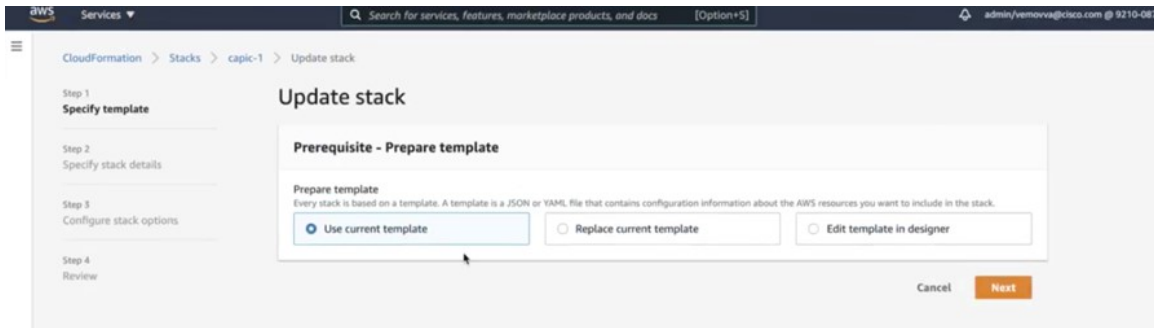 aws
Services ▼
Search for services, features, marketplace products, and docs [Option+S]
admin/vemovva@cisco.com @ 9210-087
CloudFormation > Stacks > capic-1 > Update stack
Step 1
Specify template
Step 2
Specify stack details
Step 3
Configure stack options
Step 4
Review
Update stack
Prerequisite - Prepare template
Prepare template
Every stack is based on a template. A template is a JSON or YAML file that contains configuration information about the AWS resources you want to include in the stack.
Use current template
Replace current template
Edit template in designer
Cancel
Next